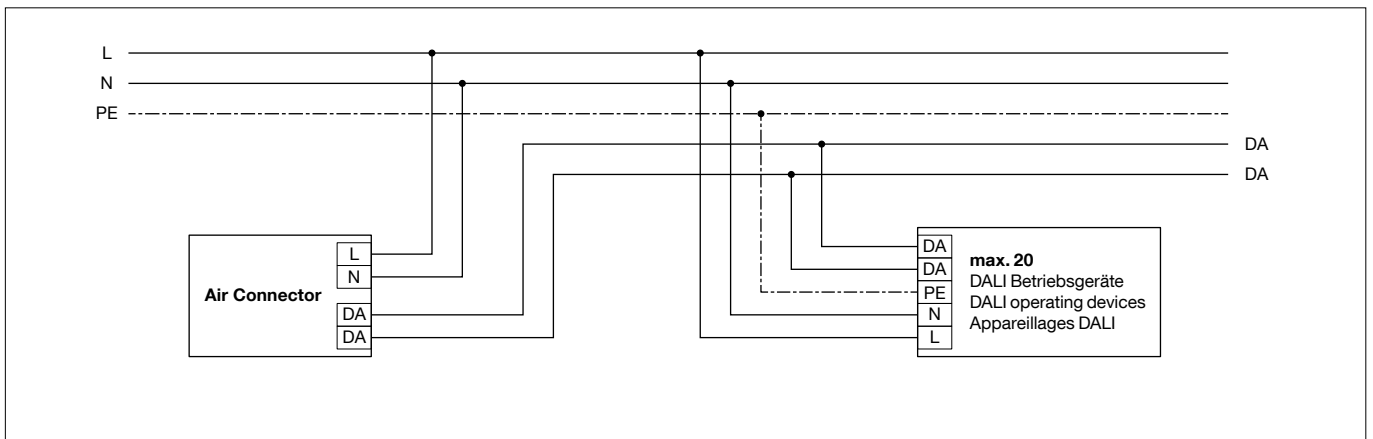 L
N
PE
DA
DA
Air Connector
L
N
DA
DA
DA
DA
PE
N
L
max. 20
DALI Betriebsgeräte
DALI operating devices
Appareillages DALI